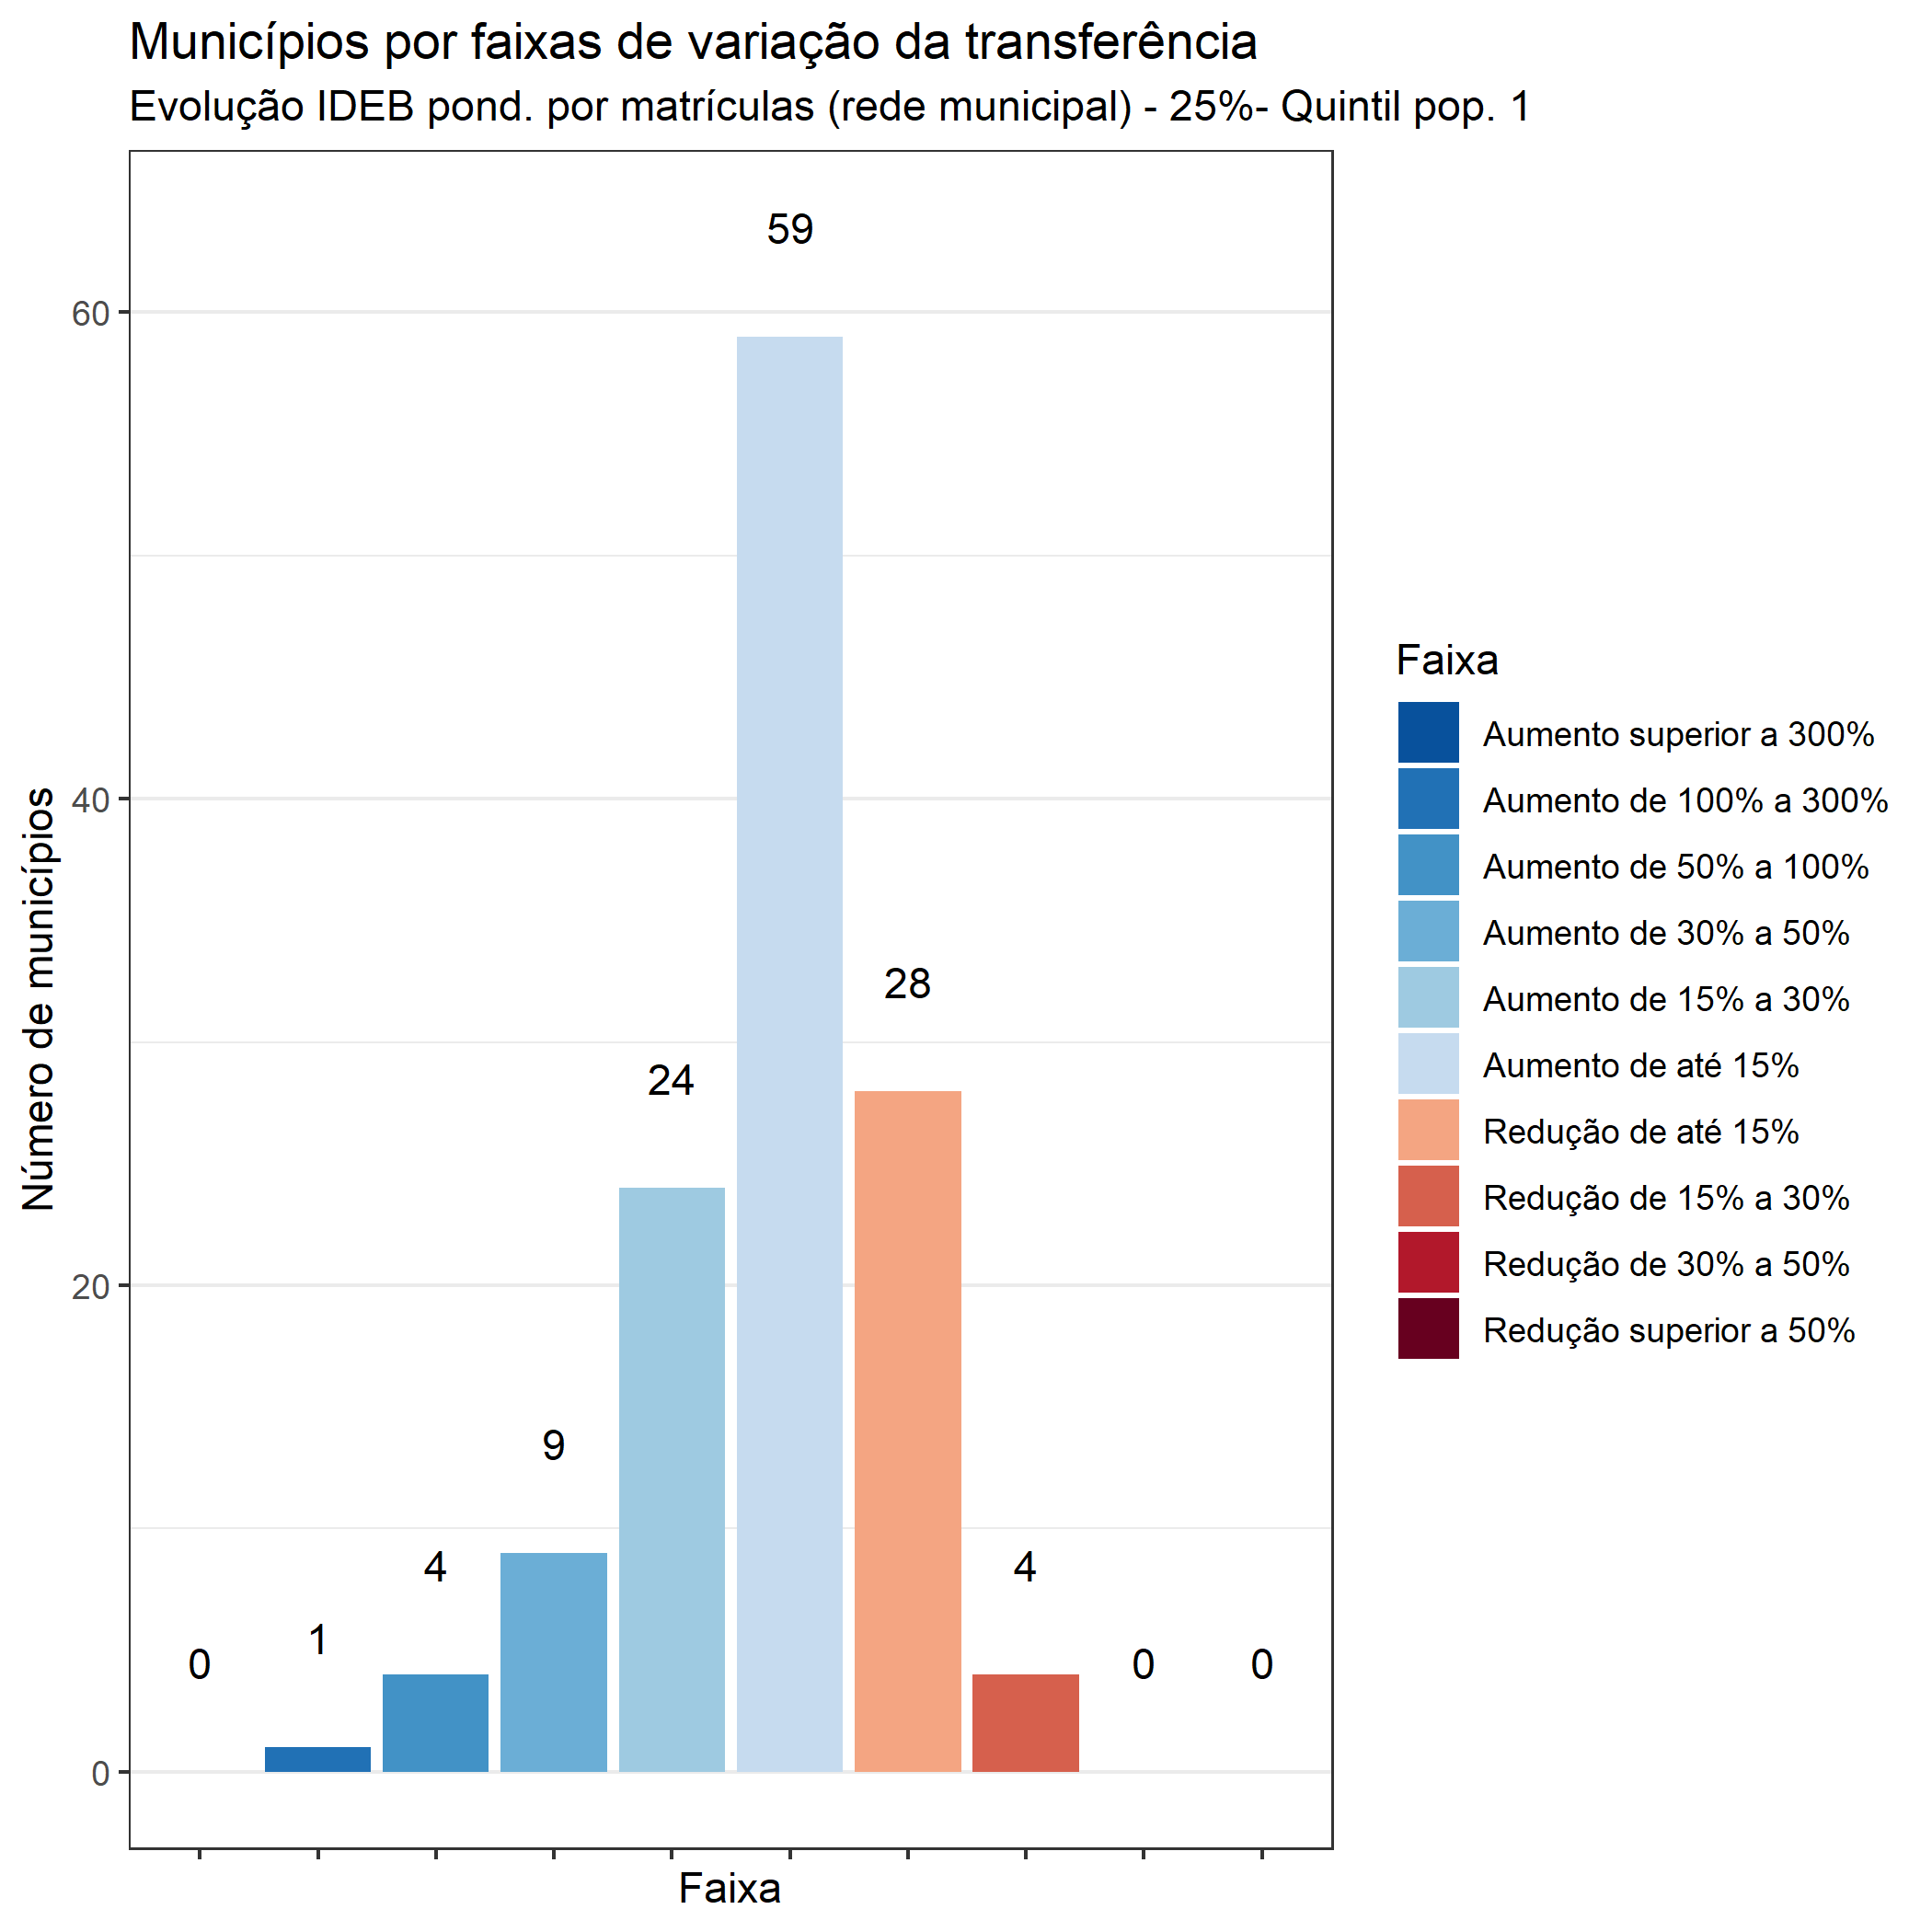 Municípios por faixas de variação da transferência
Evolução IDEB pond. por matrículas (rede municipal) - 25%- Quintil pop. 1
Número de municípios
60
40
20
0
0
1
4
9
24
59
28
4
0
0
Faixa
Faixa
Aumento superior a 300%
Aumento de 100% a 300%
Aumento de 50% a 100%
Aumento de 30% a 50%
Aumento de 15% a 30%
Aumento de até 15%
Redução de até 15%
Redução de 15% a 30%
Redução de 30% a 50%
Redução superior a 50%